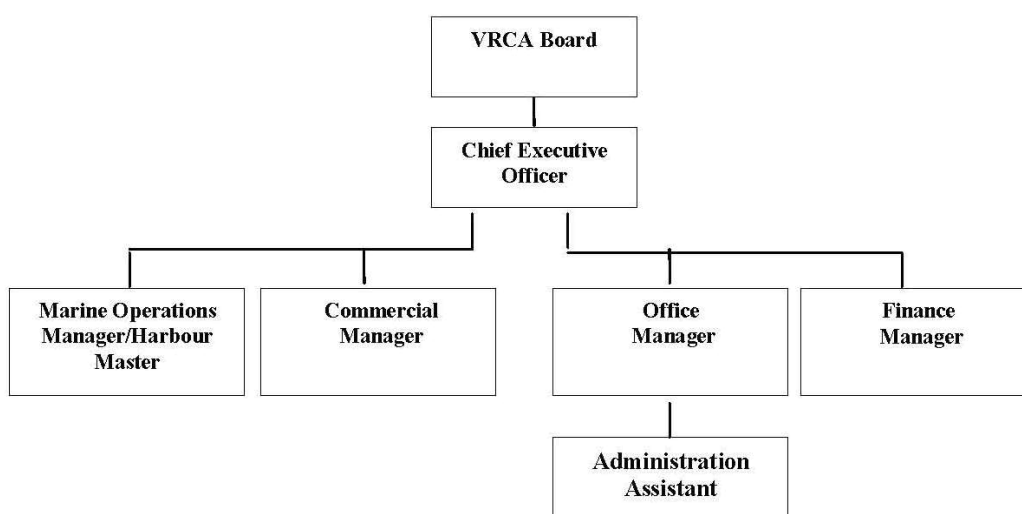 VRCA Board
Chief Executive
Officer
Marine Operations
Manager/Harbour
Master
Commercial
Manager
Office
Manager
Finance
Manager
Administration
Assistant